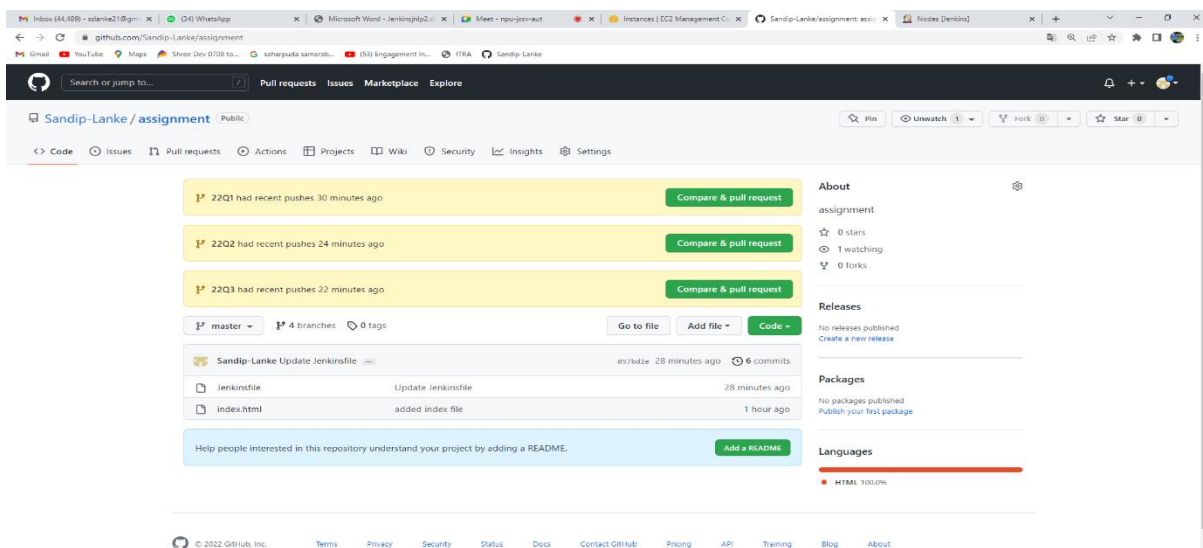 Inbox (44,489) - sslanke21@gm
(34) WhatsApp
Microsoft Word - Jenkinsjnlp2.d
Meet - npu-jssv-aut
Instances | EC2 Management Co
Sandip-Lanke/assignment: assig
Nodes [Jenkins]
github.com/Sandip-Lanke/assignment
Gmail YouTube Maps Shree Dev 0708 to... saharpuda samarab... (53) Engagement In... ITRA Sandip-Lanke
Search or jump to... / Pull requests Issues Marketplace Explore
Sandip-Lanke / assignment Public
Pin Unwatch 1 Fork 0 Star 0
<> Code Issues Pull requests Actions Projects Wiki Security Insights Settings
22Q1 had recent pushes 30 minutes ago Compare & pull request
22Q2 had recent pushes 24 minutes ago Compare & pull request
22Q3 had recent pushes 22 minutes ago Compare & pull request
master 4 branches 0 tags Go to file Add file Code
Sandip-Lanke Update Jenkinsfile ... 28 minutes ago 6 commits
Jenkinsfile Update Jenkinsfile 28 minutes ago
index.html added index file 1 hour ago
Help people interested in this repository understand your project by adding a README. Add a README
About
assignment
0 stars
1 watching
0 forks
Releases
No releases published
Create a new release
Packages
No packages published
Publish your first package
Languages
HTML 100.0%
© 2022 GitHub, Inc. Terms Privacy Security Status Docs Contact GitHub Pricing API Training Blog About